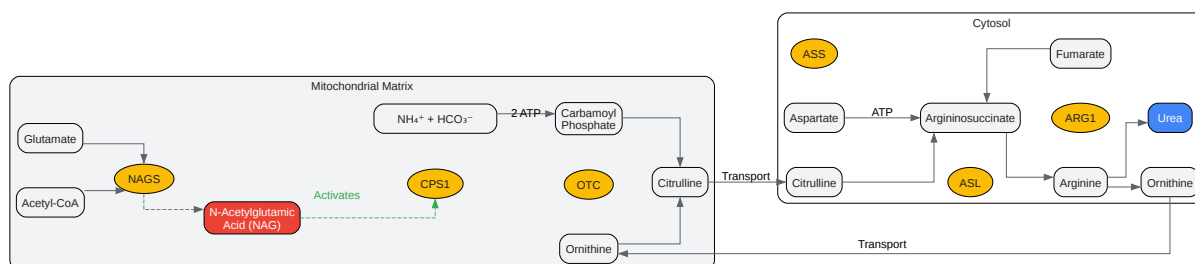 Mitochondrial Matrix
Glutamate
Acetyl-CoA
NAGS
N-Acetylglutamic
Acid (NAG)
Activates
NH₄⁺ + HCO₃⁻
2 ATP
Carbamoyl
Phosphate
CPS1
OTC
Citrulline
Ornithine
Transport
Cytosol
ASS
Fumarate
Aspartate
ATP
Argininosuccinate
ARG1
Urea
Citrulline
ASL
Arginine
Ornithine
Transport